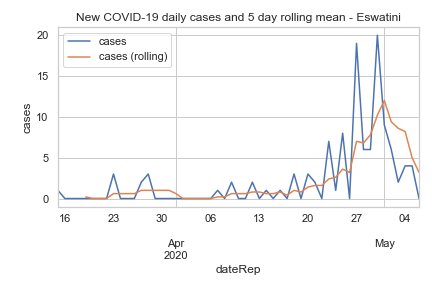 New COVID-19 daily cases and 5 day rolling mean - Eswatini
cases
cases (rolling)
20
15
10
5
0
cases
16 23 30 06 13 20 27 04
Apr May
2020
dateRep